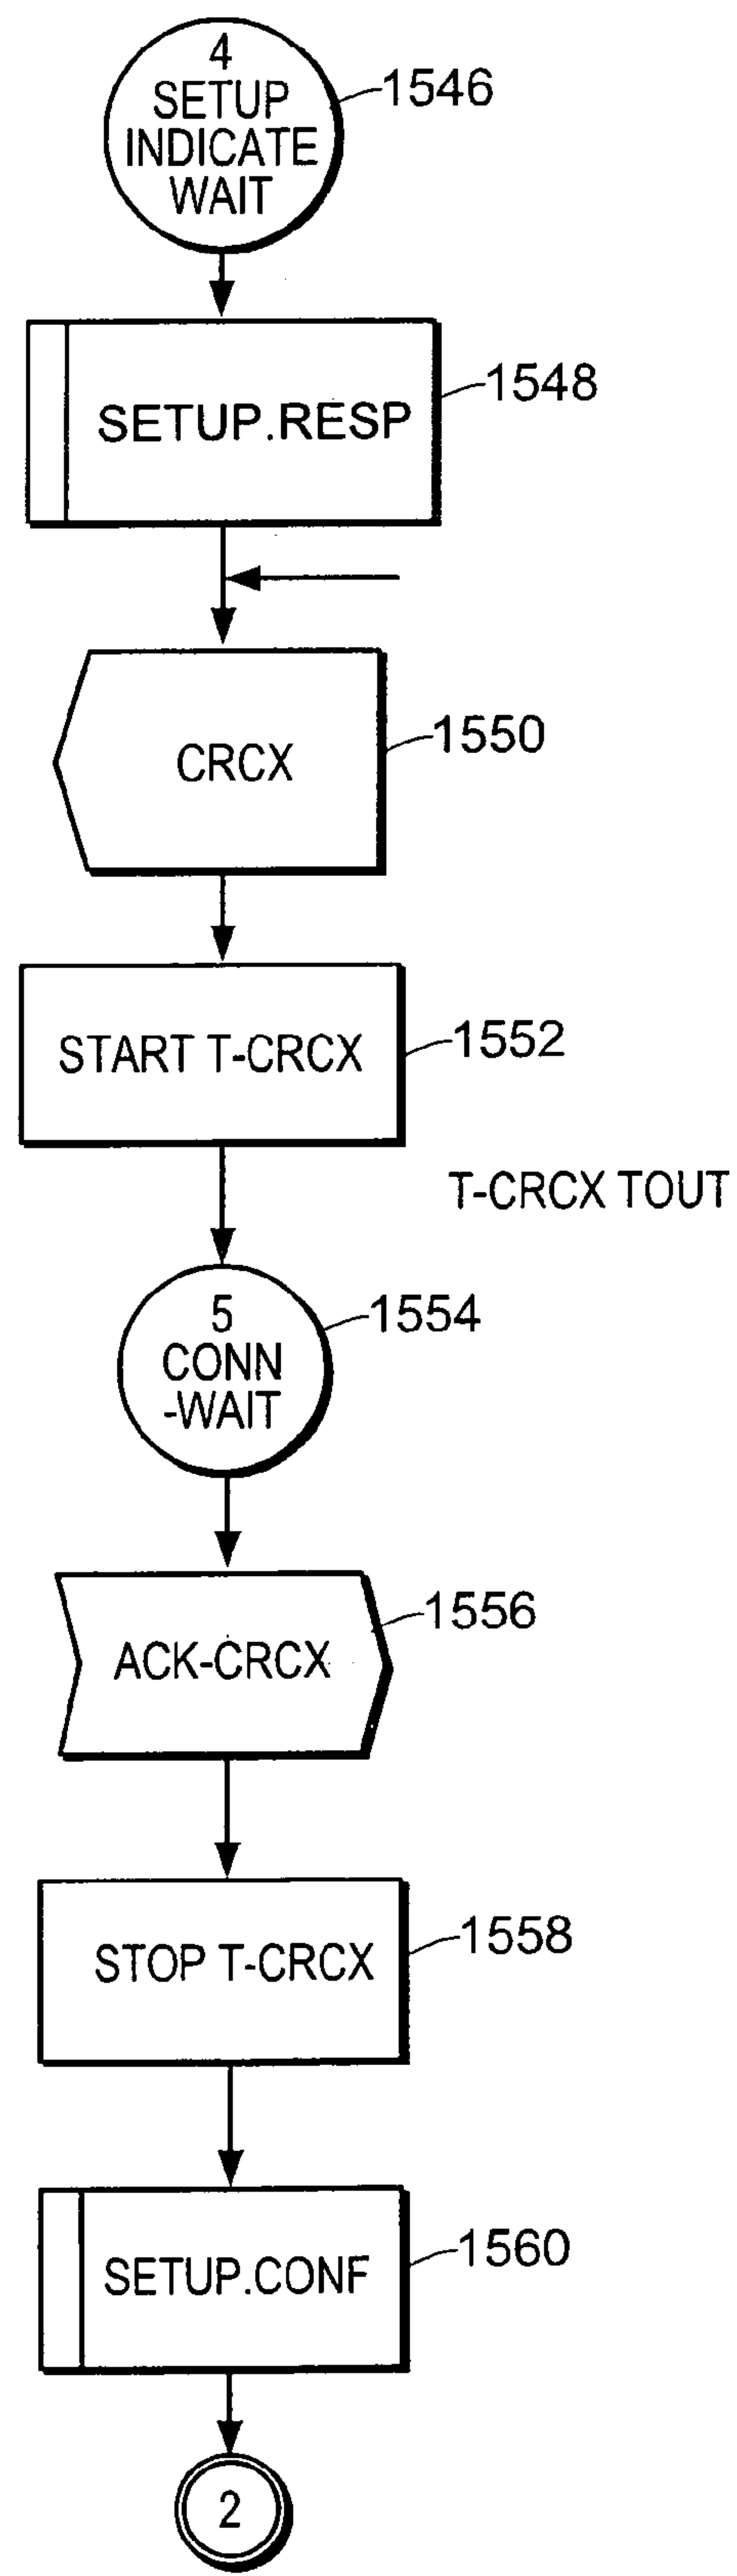 4
SETUP
INDICATE
WAIT
1546
SETUP.RESP
1548
CRCX
1550
START T-CRCX
1552
T-CRCX TOUT
5
CONN
-WAIT
1554
ACK-CRCX
1556
STOP T-CRCX
1558
SETUP.CONF
1560
2